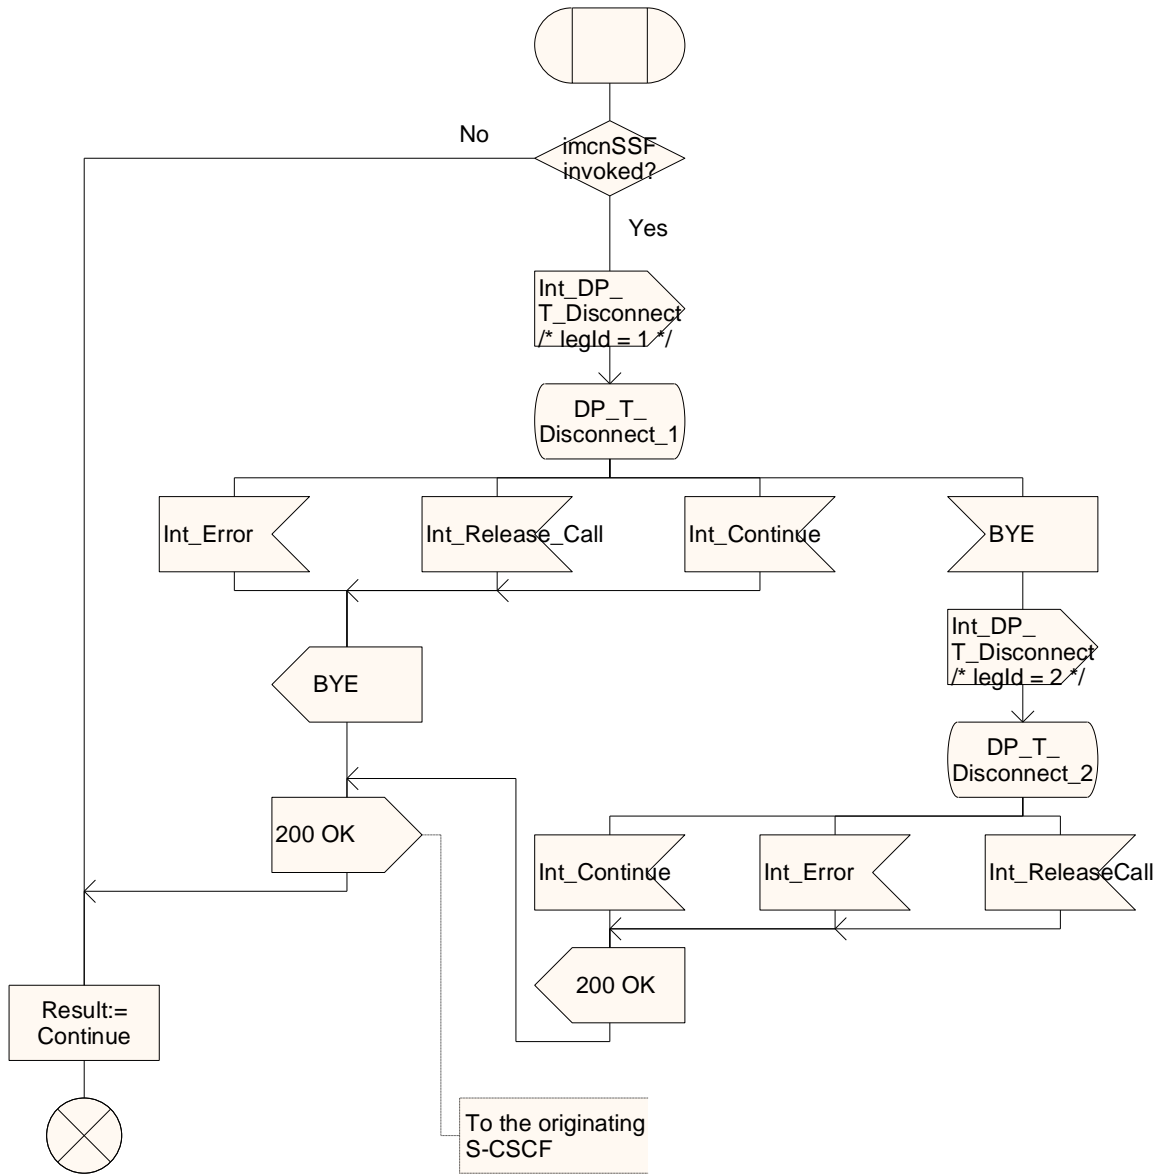 No
imcnSSF
invoked?
Yes
Int_DP_
T_Disconnect
/* legId = 1 */
DP_T_
Disconnect_1
Int_Error
Int_Release_Call
Int_Continue
BYE
Int_DP_
T_Disconnect
/* legId = 2 */
BYE
DP_T_
Disconnect_2
200 OK
Int_Continue
Int_Error
Int_ReleaseCall
200 OK
Result:=
Continue
To the originating
S-CSCF